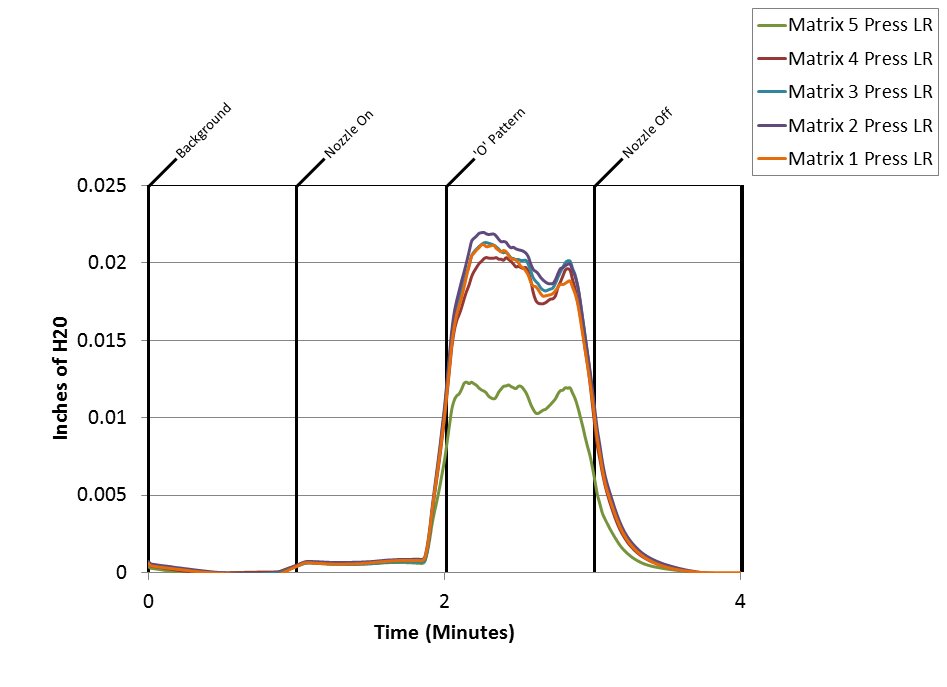 Matrix 5 Press LR
Matrix 4 Press LR
Matrix 3 Press LR
Matrix 2 Press LR
Matrix 1 Press LR
Background
Nozzle On
'O' Pattern
Nozzle Off
0.025
0.02
0.015
0.01
0.005
0
Inches of H20
0
2
4
Time (Minutes)